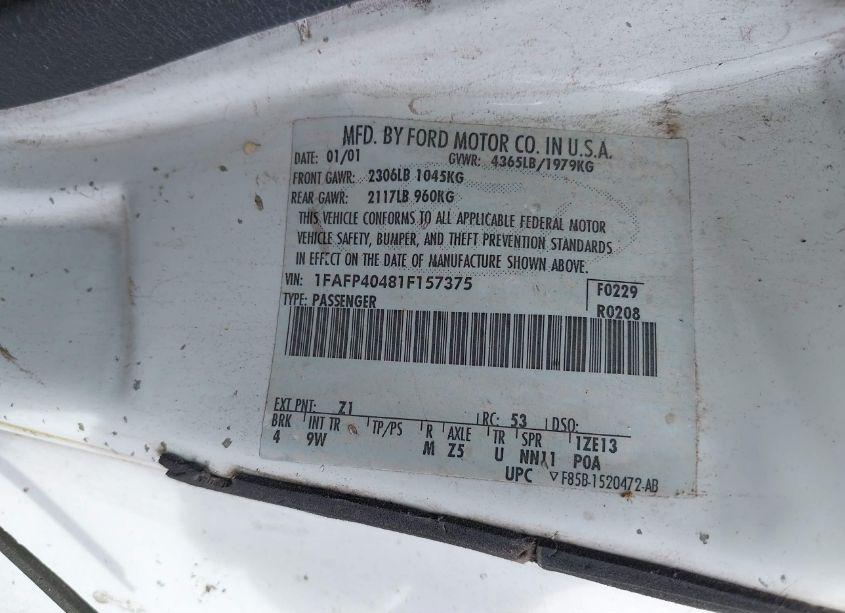 MFD. BY FORD MOTOR CO. IN U.S.A.
DATE: 01/01 GVWR: 4365LB/1979KG
FRONT GAWR: 2306LB 1045KG
REAR GAWR: 2117LB 960KG
THIS VEHICLE CONFORMS TO ALL APPLICABLE FEDERAL MOTOR
VEHICLE SAFETY, BUMPER, AND THEFT PREVENTION STANDARDS
IN EFFECT ON THE DATE OF MANUFACTURE SHOWN ABOVE.
VIN: 1FAFP40481F157375 F0229
TYPE: PASSENGER R0208
EXT PNT: Z1 RC: 53 DSO:
BRK INT TR TP/PS R AXLE TR SPR 1ZE13
4 9W M Z5 U NN11 P0A
UPC ▽F85B-1520472-AB